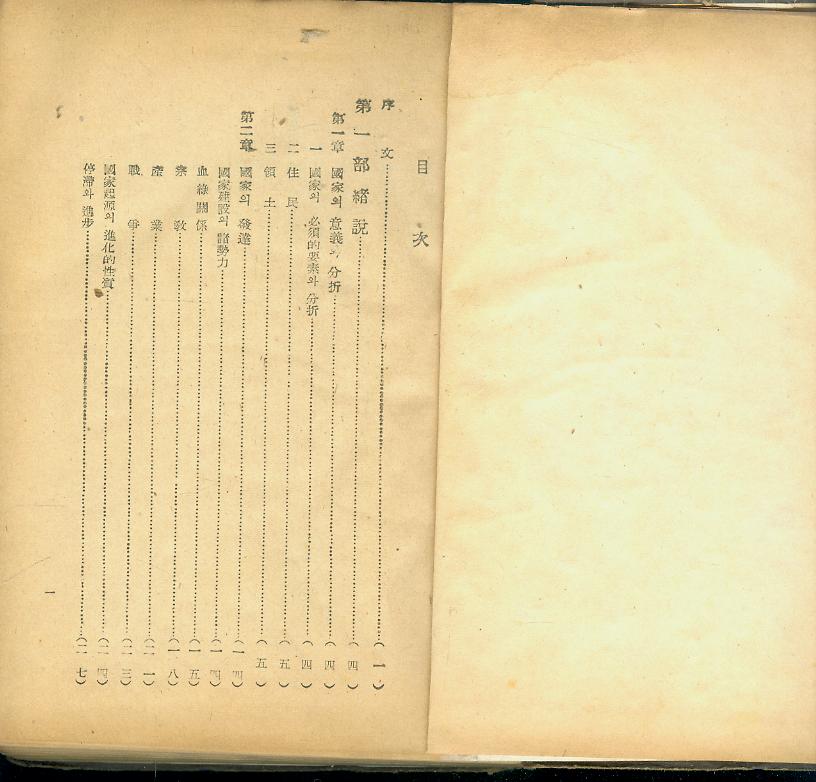 目次
序文……(一)
第一部 緖說……(四)
第一章 國家의 意義와 分析……(四)
一 國家의 必須的要素와 分析……(四)
二 住民……(五)
三 領土……(五)
第二章 國家의 發達……(一四)
國家建設의 諸勢力……(一四)
血緣關係……(一五)
宗敎……(一八)
產業……(二一)
戰爭……(二三)
國家起源의 進化的性質……(二四)
停滯와 進步……(二七)
一